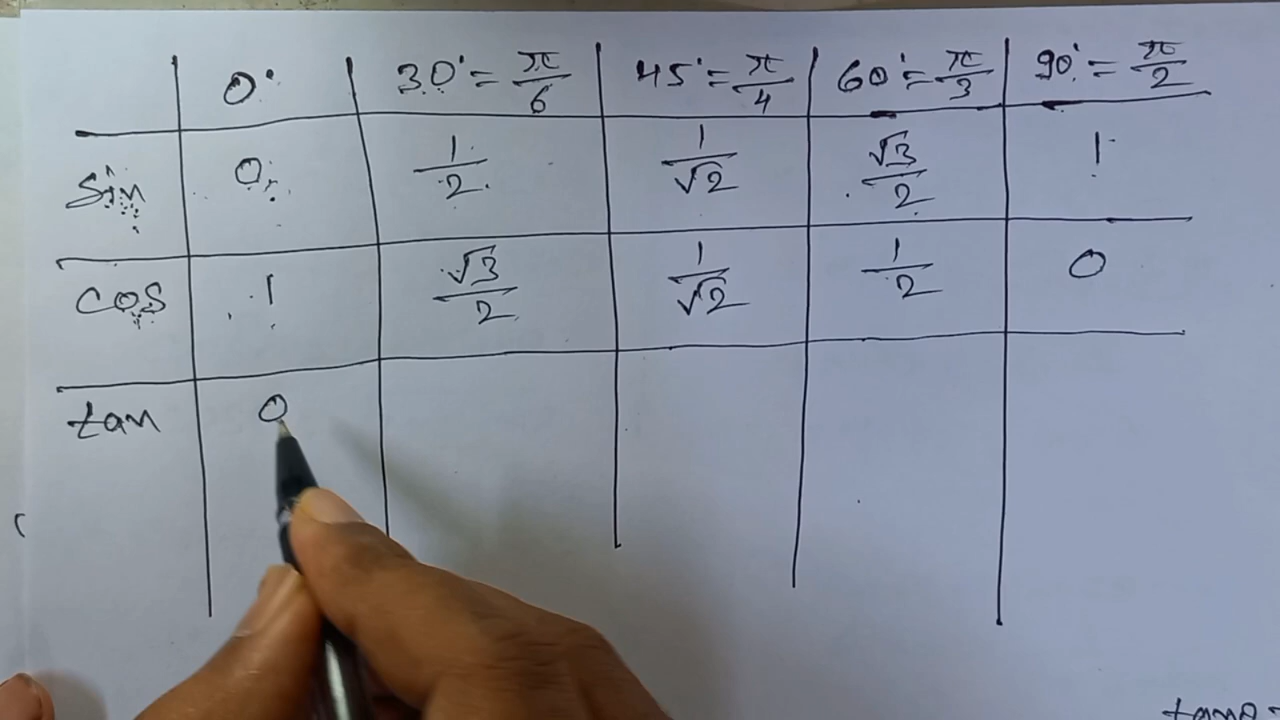 0° 30° = π/6 45° = π/4 60° = π/3 90° = π/2
Sin 0 1/2 1/√2 √3/2 1
COS 1 √3/2 1/√2 1/2 0
tan 0
tanθ